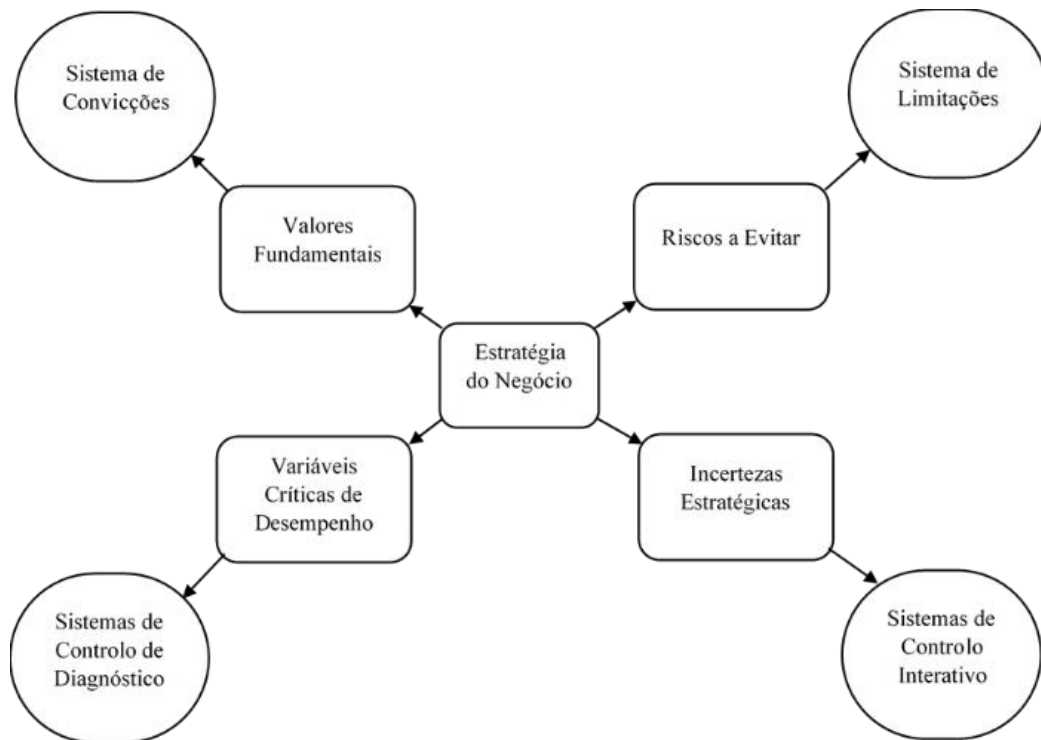 Sistema de
Convicções
Sistema de
Limitações
Valores
Fundamentais
Riscos a Evitar
Estratégia
do Negócio
Variáveis
Críticas de
Desempenho
Incertezas
Estratégicas
Sistemas de
Controlo de
Diagnóstico
Sistemas de
Controlo
Interativo